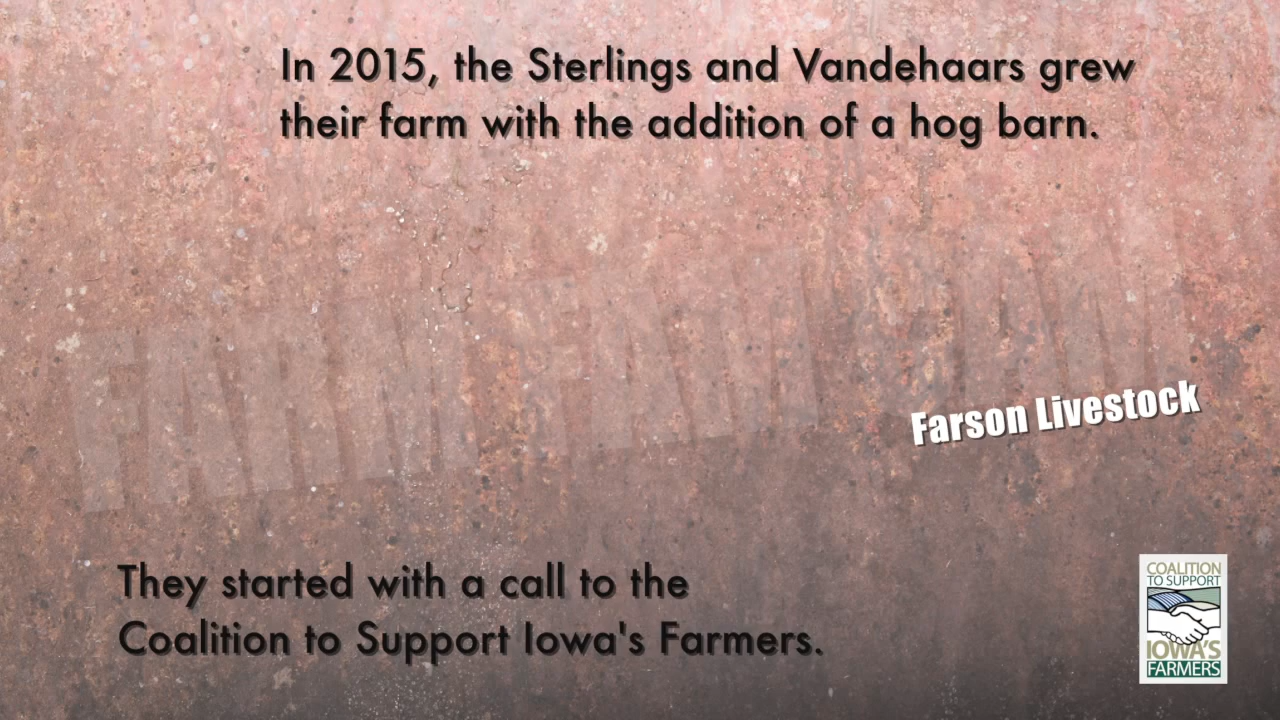 In 2015, the Sterlings and Vandehaars grew
their farm with the addition of a hog barn.
Farson Livestock
They started with a call to the
Coalition to Support Iowa's Farmers.
COALITION
TO SUPPORT
IOWA'S
FARMERS